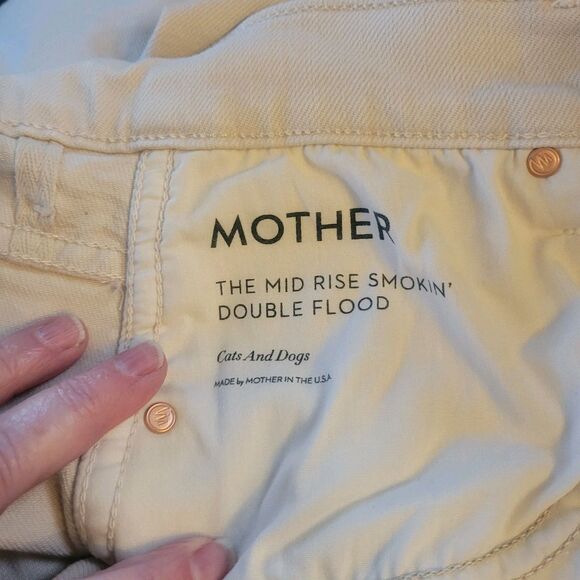 MOTHER
THE MID RISE SMOKIN'
DOUBLE FLOOD
Cats And Dogs
MADE by MOTHER IN THE U.S.A